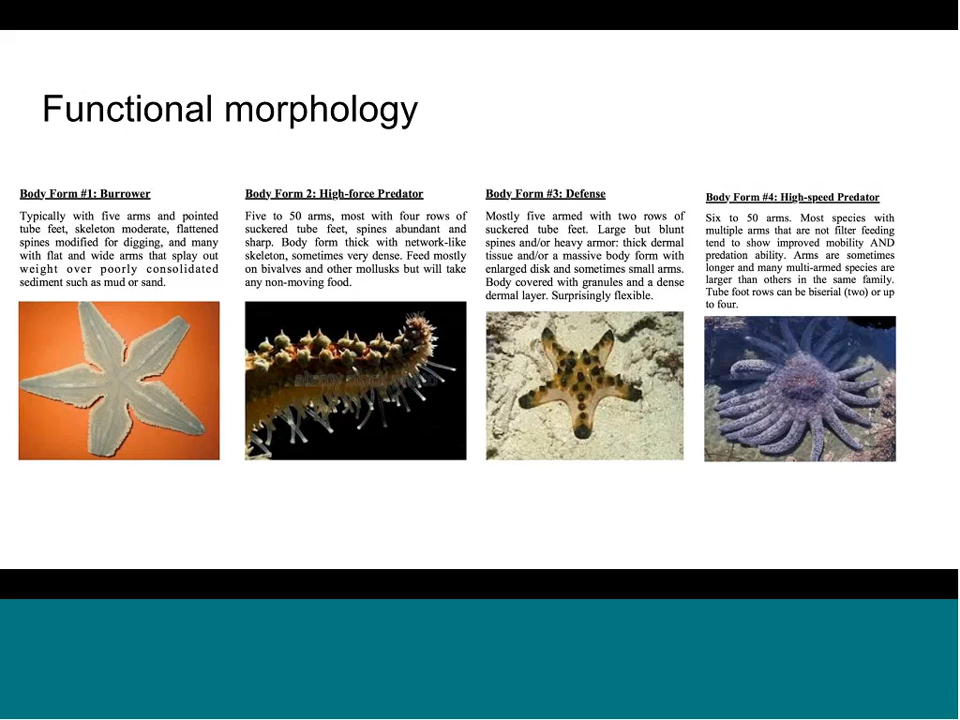 Functional morphology
Body Form #1: Burrower
Typically with five arms and pointed
tube feet, skeleton moderate, flattened
spines modified for digging, and many
with flat and wide arms that splay out
weight over poorly consolidated
sediment such as mud or sand.
Body Form 2: High-force Predator
Five to 50 arms, most with four rows of
suckered tube feet, spines abundant and
sharp. Body form thick with network-like
skeleton, sometimes very dense. Feed mostly
on bivalves and other mollusks but will take
any non-moving food.
Body Form #3: Defense
Mostly five armed with two rows of
suckered tube feet. Large but blunt
spines and/or heavy armor: thick dermal
tissue and/or a massive body form with
enlarged disk and sometimes small arms.
Body covered with granules and a dense
dermal layer. Surprisingly flexible.
Body Form #4: High-speed Predator
Six to 50 arms. Most species with
multiple arms that are not filter feeding
tend to show improved mobility AND
predation ability. Arms are sometimes
longer and many multi-armed species are
larger than others in the same family.
Tube foot rows can be biserial (two) or up
to four.